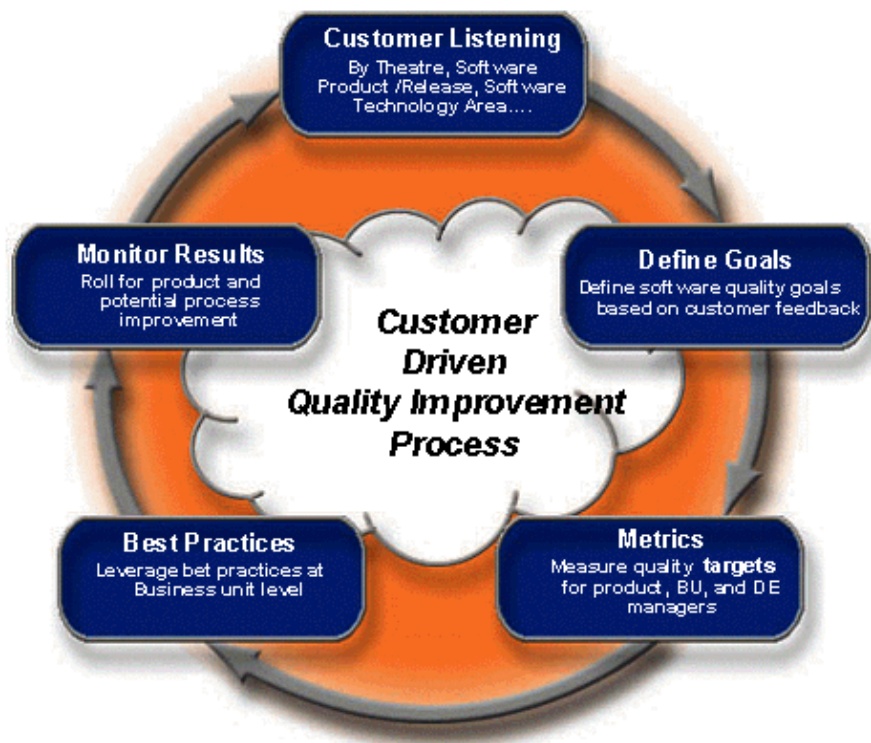 Customer Listening
By Theatre, Software
Product /Release, Software
Technology Area....
Monitor Results
Roll for product and
potential process
improvement
Define Goals
Define software quality goals
based on customer feedback
Customer
Driven
Quality Improvement
Process
Best Practices
Leverage bet practices at
Business unit level
Metrics
Measure quality targets
for product, BU, and DE
managers